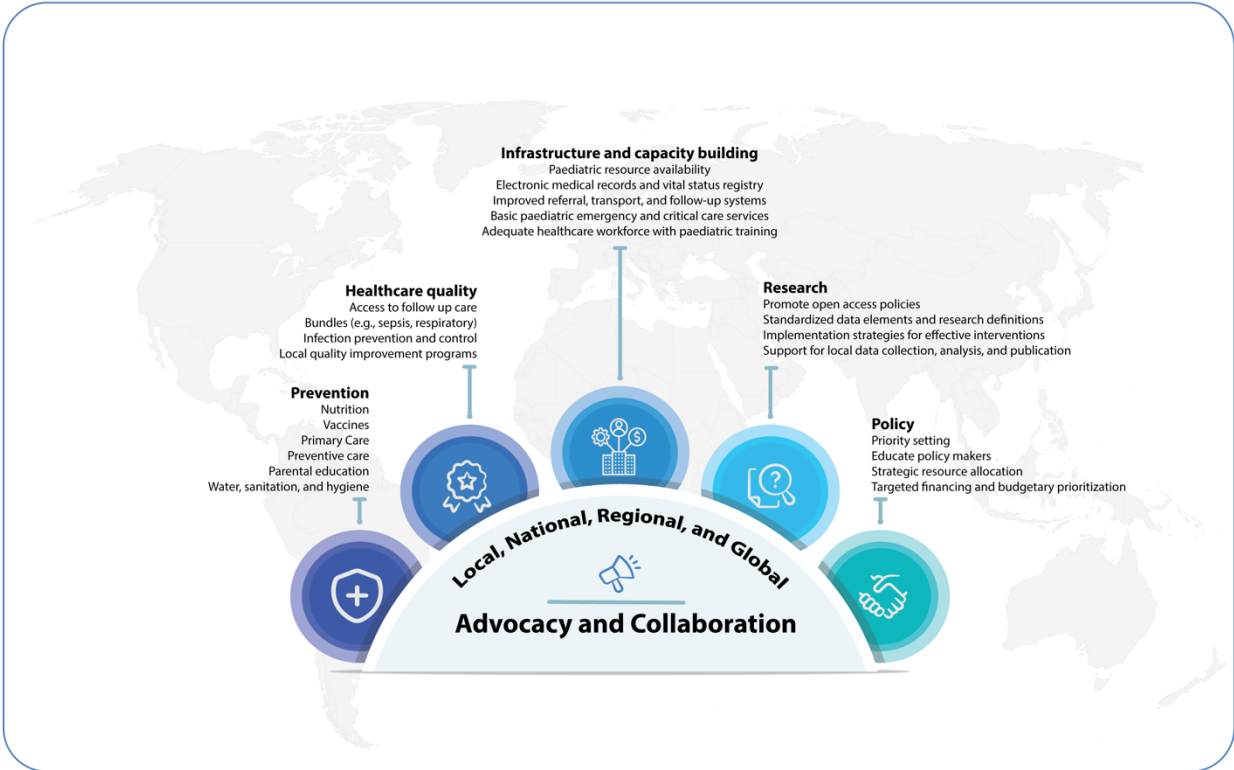 Infrastructure and capacity building
Paediatric resource availability
Electronic medical records and vital status registry
Improved referral, transport, and follow-up systems
Basic paediatric emergency and critical care services
Adequate healthcare workforce with paediatric training
Healthcare quality
Access to follow up care
Bundles (e.g., sepsis, respiratory)
Infection prevention and control
Local quality improvement programs
Research
Promote open access policies
Standardized data elements and research definitions
Implementation strategies for effective interventions
Support for local data collection, analysis, and publication
Prevention
Nutrition
Vaccines
Primary Care
Preventive care
Parental education
Water, sanitation, and hygiene
Policy
Priority setting
Educate policy makers
Strategic resource allocation
Targeted financing and budgetary prioritization
$
?
Local, National, Regional, and Global
Advocacy and Collaboration